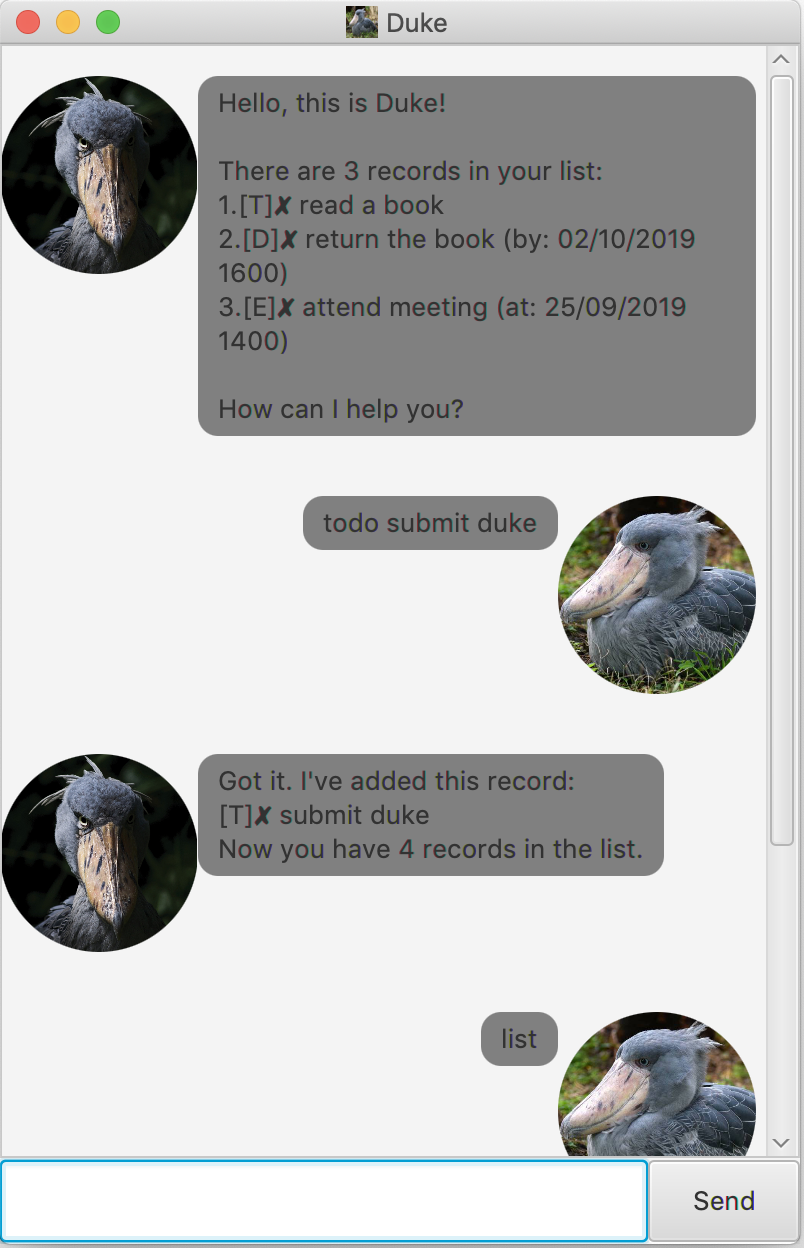 Duke
Hello, this is Duke!
There are 3 records in your list:
1.[T]✘ read a book
2.[D]✘ return the book (by: 02/10/2019
1600)
3.[E]✘ attend meeting (at: 25/09/2019
1400)
How can I help you?
todo submit duke
Got it. I've added this record:
[T]✘ submit duke
Now you have 4 records in the list.
list
Send